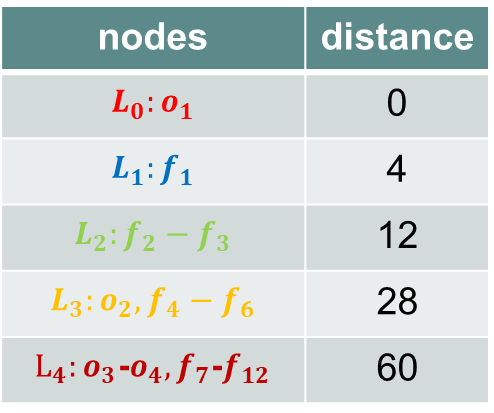 nodes distance
L₀: o₁ 0
L₁: f₁ 4
L₂: f₂ − f₃ 12
L₃: o₂, f₄ − f₆ 28
L₄: o₃-o₄, f₇-f₁₂ 60